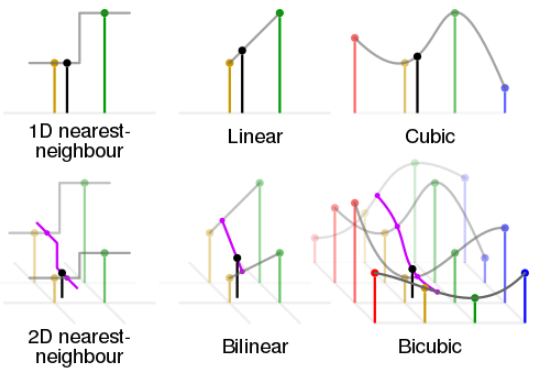 1D nearest-
neighbour
Linear
Cubic
2D nearest-
neighbour
Bilinear
Bicubic